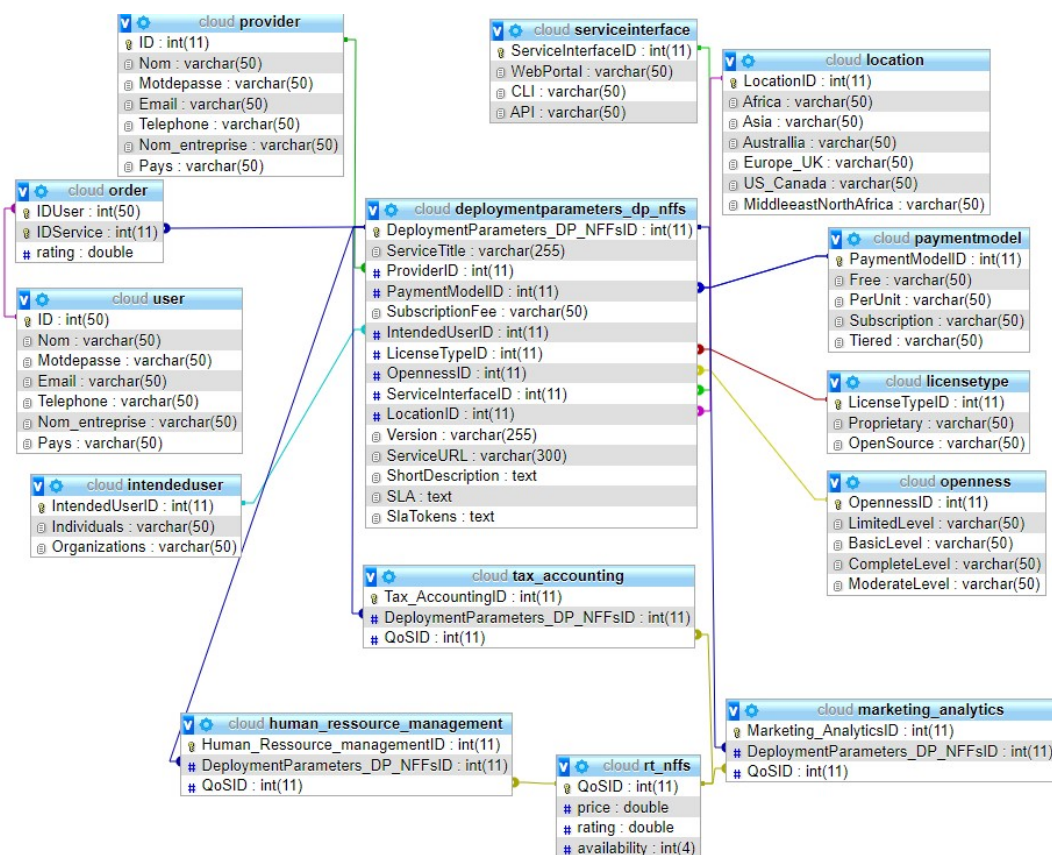 cloud provider
ID : int(11)
Nom : varchar(50)
Motdepasse : varchar(50)
Email : varchar(50)
Telephone : varchar(50)
Nom_entreprise : varchar(50)
Pays : varchar(50)
cloud serviceinterface
ServiceInterfaceID : int(11)
WebPortal : varchar(50)
CLI : varchar(50)
API : varchar(50)
cloud location
LocationID : int(11)
Africa : varchar(50)
Asia : varchar(50)
Australlia : varchar(50)
Europe_UK : varchar(50)
US_Canada : varchar(50)
MiddleeastNorthAfrica : varchar(50)
cloud order
IDUser : int(50)
IDService : int(11)
# rating : double
cloud deploymentparameters_dp_nffs
DeploymentParameters_DP_NFFsID : int(11)
ServiceTitle : varchar(255)
# ProviderID : int(11)
# PaymentModelID : int(11)
SubscriptionFee : varchar(50)
# IntendedUserID : int(11)
# LicenseTypeID : int(11)
# OpennessID : int(11)
# ServiceInterfaceID : int(11)
# LocationID : int(11)
Version : varchar(255)
ServiceURL : varchar(300)
ShortDescription : text
SLA : text
SlaTokens : text
cloud paymentmodel
PaymentModelID : int(11)
Free : varchar(50)
PerUnit : varchar(50)
Subscription : varchar(50)
Tiered : varchar(50)
cloud user
ID : int(50)
Nom : varchar(50)
Motdepasse : varchar(50)
Email : varchar(50)
Telephone : varchar(50)
Nom_entreprise : varchar(50)
Pays : varchar(50)
cloud licensetype
LicenseTypeID : int(11)
Proprietary : varchar(50)
OpenSource : varchar(50)
cloud intendeduser
IntendedUserID : int(11)
Individuals : varchar(50)
Organizations : varchar(50)
cloud openness
OpennessID : int(11)
LimitedLevel : varchar(50)
BasicLevel : varchar(50)
CompleteLevel : varchar(50)
ModerateLevel : varchar(50)
cloud tax_accounting
Tax_AccountingID : int(11)
# DeploymentParameters_DP_NFFsID : int(11)
# QoSID : int(11)
cloud human_ressource_management
Human_Ressource_managementID : int(11)
# DeploymentParameters_DP_NFFsID : int(11)
# QoSID : int(11)
cloud marketing_analytics
Marketing_AnalyticsID : int(11)
# DeploymentParameters_DP_NFFsID : int(11)
# QoSID : int(11)
cloud rt_nffs
QoSID : int(11)
# price : double
# rating : double
# availability : int(4)